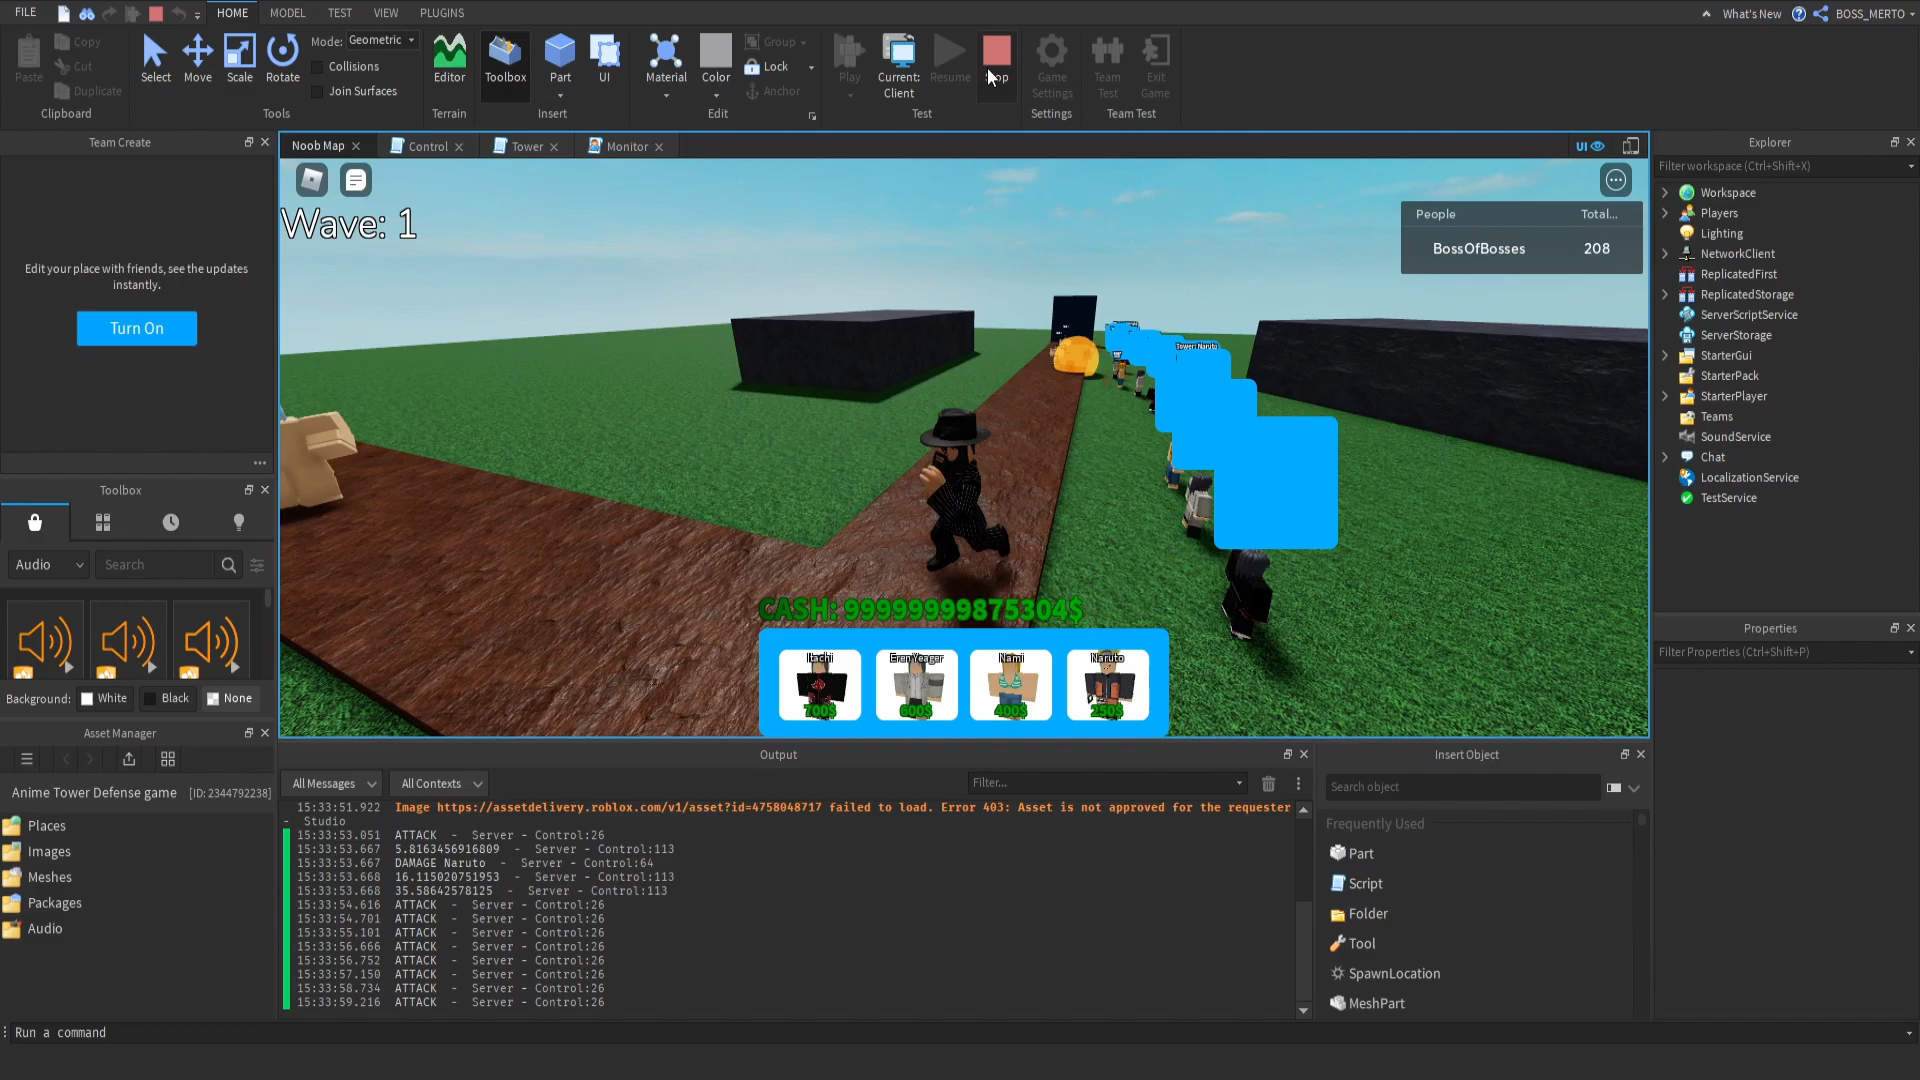 FILE
HOME
MODEL
TEST
VIEW
PLUGINS
What's New
BOSS_MERTO
Paste
Copy
Cut
Duplicate
Clipboard
Select
Move
Scale
Rotate
Mode: Geometric
Collisions
Join Surfaces
Tools
Editor
Terrain
Toolbox
Part
UI
Insert
Material
Color
Group
Lock
Anchor
Edit
Play
Current:
Client
Resume
Test
Game
Settings
Settings
Team
Test
Exit
Game
Team Test
Team Create
Edit your place with friends, see the updates
instantly.
Turn On
Toolbox
Audio
Search
Background: White Black None
Asset Manager
Anime Tower Defense game [ID: 2344792238]
Places
Images
Meshes
Packages
Audio
Noob Map
Control
Tower
Monitor
UI
Wave: 1
People Total...
BossOfBosses 208
Tower: Naruto
CASH: 99999999875304$
Itachi
700$
ErenYeager
600$
Nami
400$
Naruto
250$
Output
All Messages
All Contexts
Filter...
15:33:51.922 Image https://assetdelivery.roblox.com/v1/asset?id=4758048717 failed to load. Error 403: Asset is not approved for the requester
- Studio
15:33:53.051 ATTACK - Server - Control:26
15:33:53.667 5.8163456916809 - Server - Control:113
15:33:53.667 DAMAGE Naruto - Server - Control:64
15:33:53.668 16.115020751953 - Server - Control:113
15:33:53.668 35.58642578125 - Server - Control:113
15:33:54.616 ATTACK - Server - Control:26
15:33:54.701 ATTACK - Server - Control:26
15:33:55.101 ATTACK - Server - Control:26
15:33:56.666 ATTACK - Server - Control:26
15:33:56.752 ATTACK - Server - Control:26
15:33:57.150 ATTACK - Server - Control:26
15:33:58.734 ATTACK - Server - Control:26
15:33:59.216 ATTACK - Server - Control:26
Insert Object
Search object
Frequently Used
Part
Script
Folder
Tool
SpawnLocation
MeshPart
Explorer
Filter workspace (Ctrl+Shift+X)
Workspace
Players
Lighting
NetworkClient
ReplicatedFirst
ReplicatedStorage
ServerScriptService
ServerStorage
StarterGui
StarterPack
StarterPlayer
Teams
SoundService
Chat
LocalizationService
TestService
Properties
Filter Properties (Ctrl+Shift+P)
Run a command